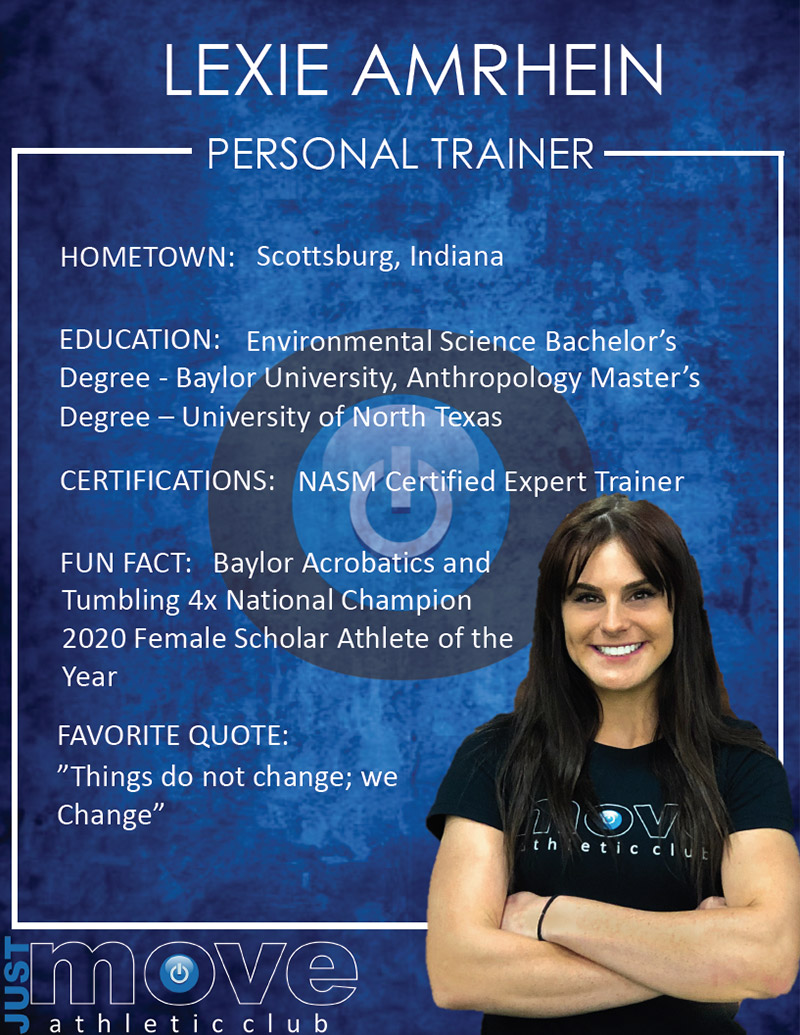 LEXIE AMRHEIN
PERSONAL TRAINER
HOMETOWN: Scottsburg, Indiana
EDUCATION: Environmental Science Bachelor’s
Degree - Baylor University, Anthropology Master’s
Degree – University of North Texas
CERTIFICATIONS: NASM Certified Expert Trainer
FUN FACT: Baylor Acrobatics and
Tumbling 4x National Champion
2020 Female Scholar Athlete of the
Year
FAVORITE QUOTE:
”Things do not change; we
Change”
move
athletic club
JUST
move
athletic club